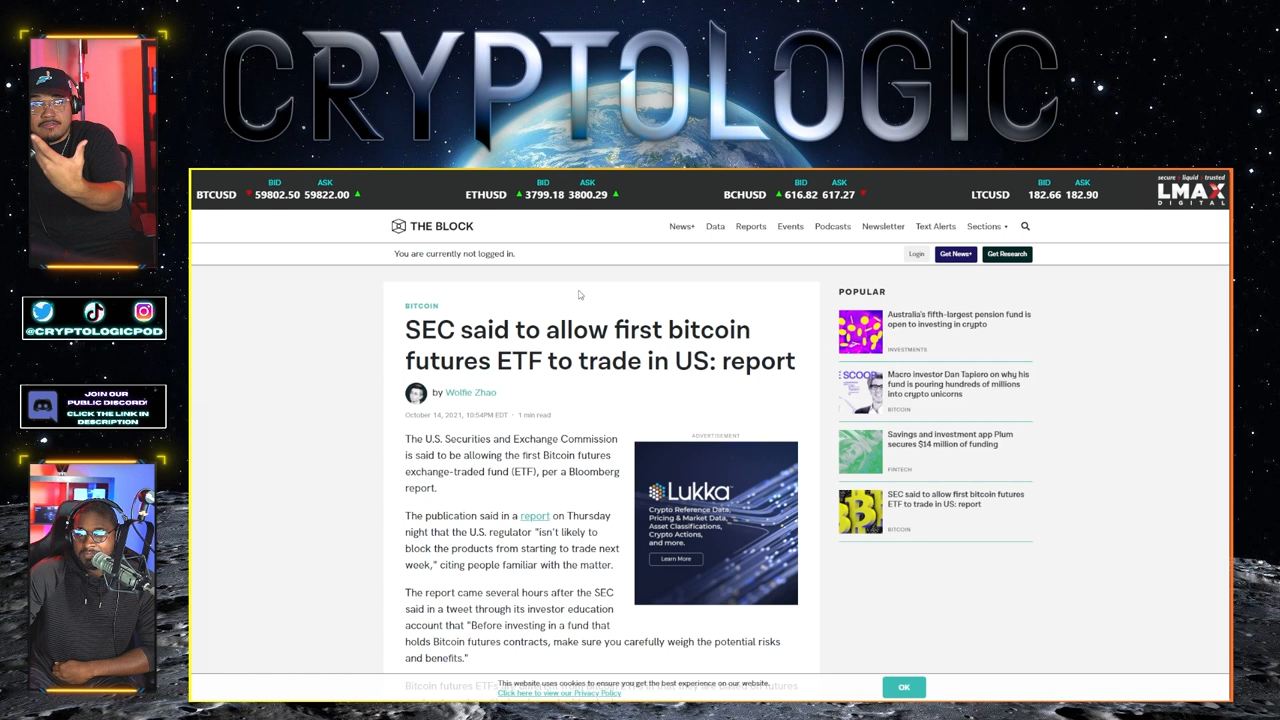 CRYPTOLOGIC
BTCUSD
BID
59802.50
ASK
59822.00
ETHUSD
BID
3799.18
ASK
3800.29
BCHUSD
BID
616.82
ASK
617.27
LTCUSD
BID
182.66
ASK
182.90
secure | liquid | trusted
LMAX
DIGITAL
THE BLOCK
News+ Data Reports Events Podcasts Newsletter Text Alerts Sections
You are currently not logged in.
Login Get News+ Get Research
BITCOIN
SEC said to allow first bitcoin
futures ETF to trade in US: report
by Wolfie Zhao
October 14, 2021, 10:54PM EDT · 1 min read
The U.S. Securities and Exchange Commission
is said to be allowing the first Bitcoin futures
exchange-traded fund (ETF), per a Bloomberg
report.
The publication said in a report on Thursday
night that the U.S. regulator "isn't likely to
block the products from starting to trade next
week," citing people familiar with the matter.
The report came several hours after the SEC
said in a tweet through its investor education
account that "Before investing in a fund that
holds Bitcoin futures contracts, make sure you carefully weigh the potential risks
and benefits."
ADVERTISEMENT
Lukka
Crypto Reference Data,
Pricing & Market Data,
Asset Classifications,
Crypto Actions,
and more.
Learn More
POPULAR
Australia's fifth-largest pension fund is
open to investing in crypto
INVESTMENTS
SCOOP
Macro investor Dan Tapiero on why his
fund is pouring hundreds of millions
into crypto unicorns
BITCOIN
Savings and investment app Plum
secures $14 million of funding
FINTECH
SEC said to allow first bitcoin futures
ETF to trade in US: report
BITCOIN
This website uses cookies to ensure you get the best experience on our website.
Click here to view our Privacy Policy
OK
@CRYPTOLOGICPOD
JOIN OUR
PUBLIC DISCORD!
CLICK THE LINK IN
DESCRIPTION